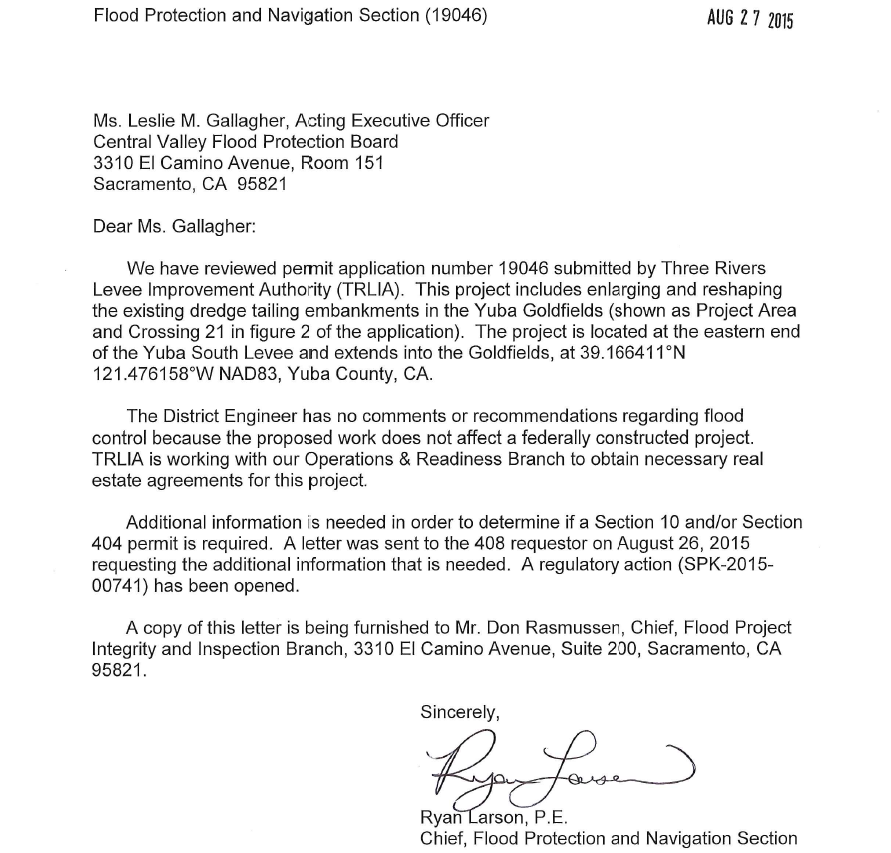 Flood Protection and Navigation Section (19046)
AUG 27 2015
Ms. Leslie M. Gallagher, Acting Executive Officer
Central Valley Flood Protection Board
3310 El Camino Avenue, Room 151
Sacramento, CA 95821
Dear Ms. Gallagher:
We have reviewed permit application number 19046 submitted by Three Rivers
Levee Improvement Authority (TRLIA). This project includes enlarging and reshaping
the existing dredge tailing embankments in the Yuba Goldfields (shown as Project Area
and Crossing 21 in figure 2 of the application). The project is located at the eastern end
of the Yuba South Levee and extends into the Goldfields, at 39.166411°N
121.476158°W NAD83, Yuba County, CA.
The District Engineer has no comments or recommendations regarding flood
control because the proposed work does not affect a federally constructed project.
TRLIA is working with our Operations & Readiness Branch to obtain necessary real
estate agreements for this project.
Additional information is needed in order to determine if a Section 10 and/or Section
404 permit is required. A letter was sent to the 408 requestor on August 26, 2015
requesting the additional information that is needed. A regulatory action (SPK-2015-
00741) has been opened.
A copy of this letter is being furnished to Mr. Don Rasmussen, Chief, Flood Project
Integrity and Inspection Branch, 3310 El Camino Avenue, Suite 200, Sacramento, CA
95821.
Sincerely,
Ryan Larson
Ryan Larson, P.E.
Chief, Flood Protection and Navigation Section